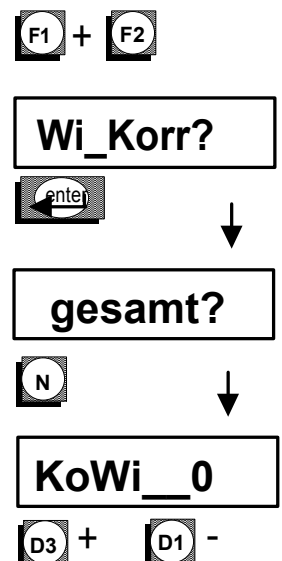 F1 + F2
Wi_Korr?
enter
gesamt?
N
KoWi__0
D3 + D1 -